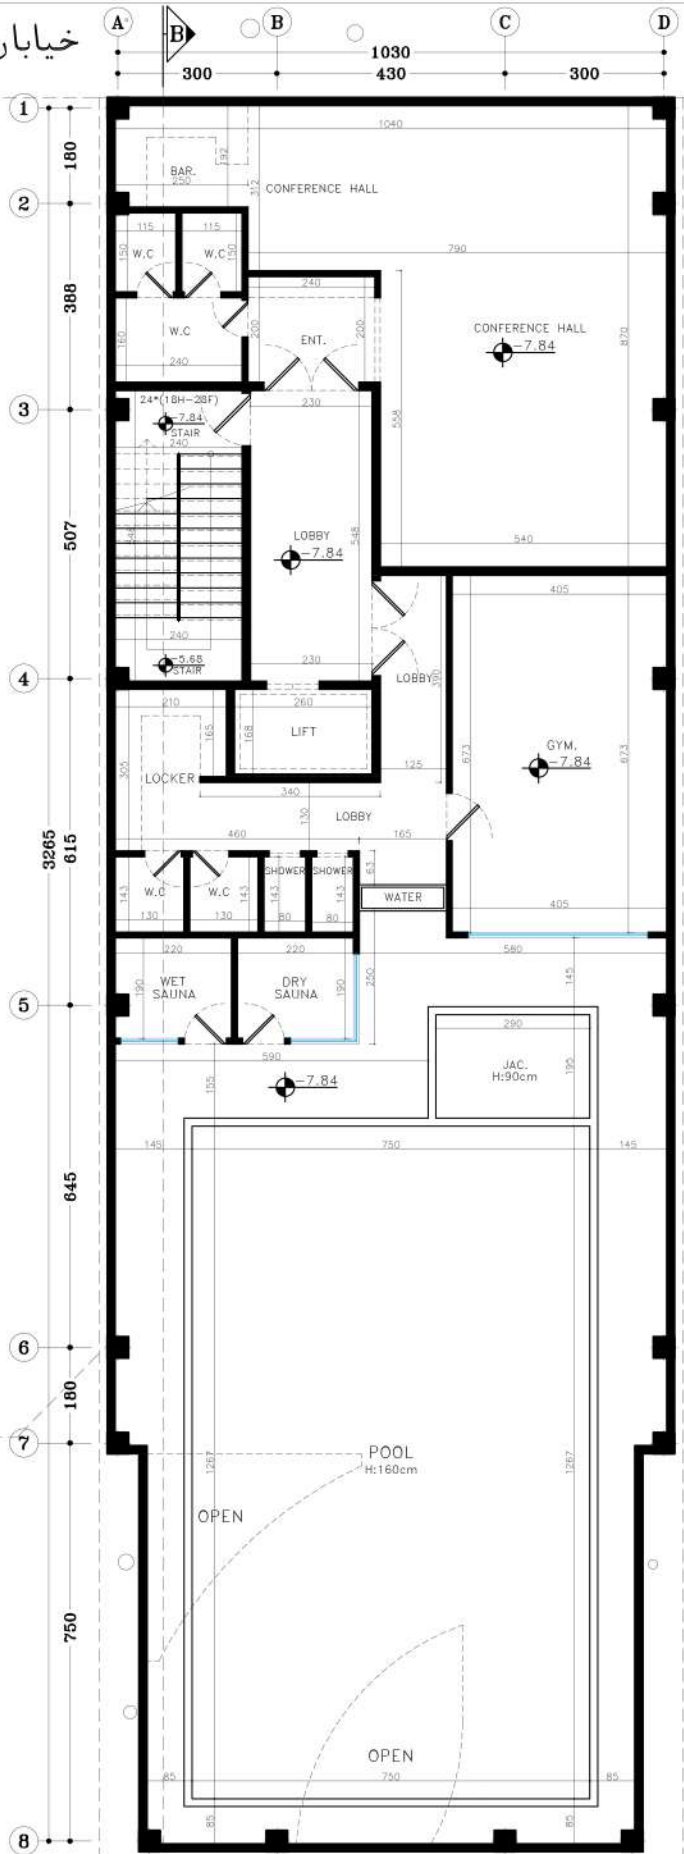 خیابان
A B C D
B
1030
300 430 300
1
1040
180
BAR.
250
192
312
CONFERENCE HALL
2
115 115
790
150 W.C W.C 150
240
388
200 ENT. 200
CONFERENCE HALL
-7.84
870
W.C
160
240
3
24*(18H-28F)
-7.84
STAIR
240
230
558
507
LOBBY
-7.84
548
540
405
240
-5.68
STAIR
230
4
LOBBY
390
210 260
165 168 LIFT
GYM.
-7.84
673 673
305
LOCKER
125
340
130
LOBBY
3265
615
460 165
SHOWER SHOWER
63
143 W.C W.C 143 143 143
WATER
130 130 80 80
405
220 220 580
190 WET SAUNA DRY SAUNA 190
250
145
5
290
590
JAC.
H:90cm
195
-7.84
155
145 750 145
645
6
180
7
POOL
H:160cm
1267 1267
OPEN
750
OPEN
85 750 85
85 85
8